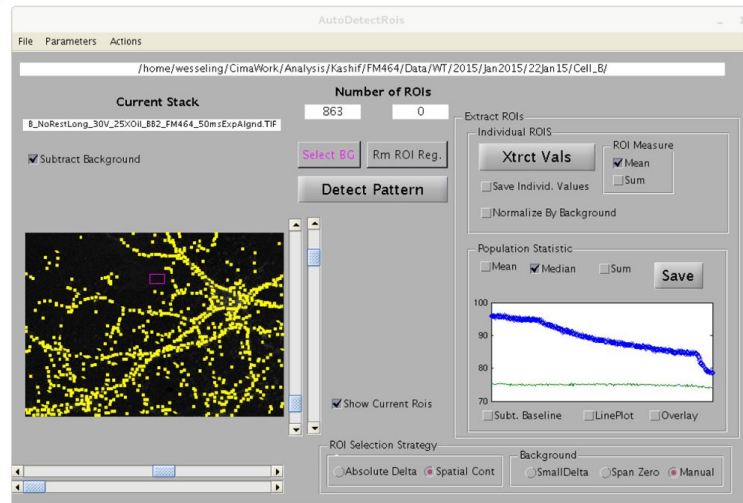 AutoDetectRois
File Parameters Actions
/home/wesseling/CimaWork/Analysis/Kashif/FM464/Data/WT/2015/Jan2015/22Jan15/Cell_B/
Current Stack
B_NoRestLong_30V_25XOil_BB2_FM464_50msExpAlgnd.TIF
Subtract Background
Number of ROIs
863 0
Select BG Rm ROI Reg.
Detect Pattern
Extract ROIs
Individual ROIS
Xtrct Vals
ROI Measure
Mean
Sum
Save Individ. Values
Normalize By Background
Population Statistic
Mean Median Sum
Save
100
90
80
70
Subt. Baseline LinePlot Overlay
Show Current Rois
ROI Selection Strategy
Absolute Delta Spatial Cont
Background
SmallDelta Span Zero Manual